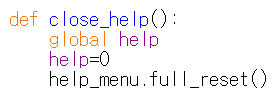 def close_help():
    global help
    help=0
    help_menu.full_reset()